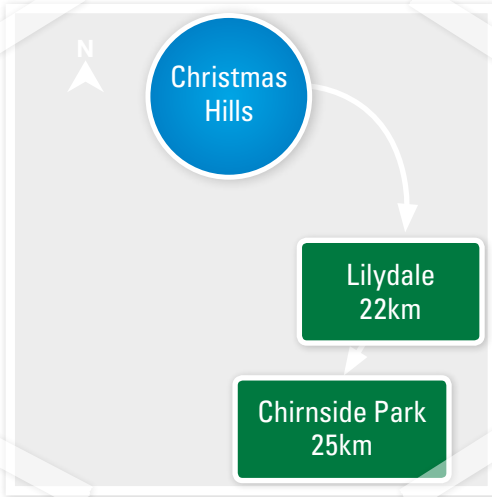 N
Christmas
Hills
Lilydale
22km
Chirnside Park
25km